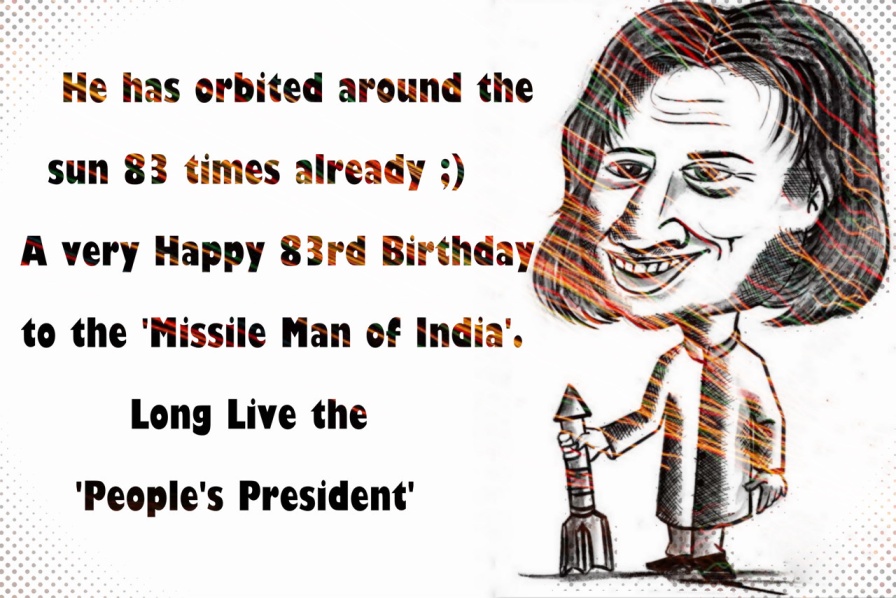 He has orbited around the
sun 83 times already ;)
A very Happy 83rd Birthday
to the 'Missile Man of India'.
Long Live the
'People's President'